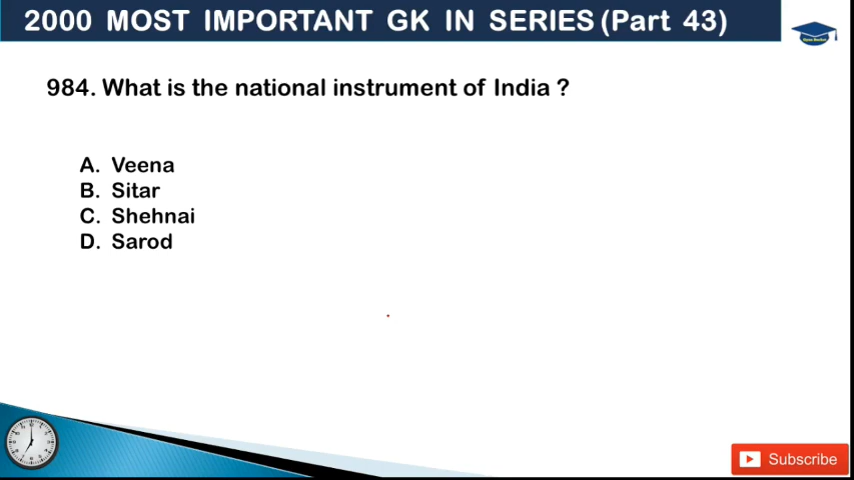 2000 MOST IMPORTANT GK IN SERIES (Part 43)
984. What is the national instrument of India ?
A. Veena
B. Sitar
C. Shehnai
D. Sarod
Subscribe